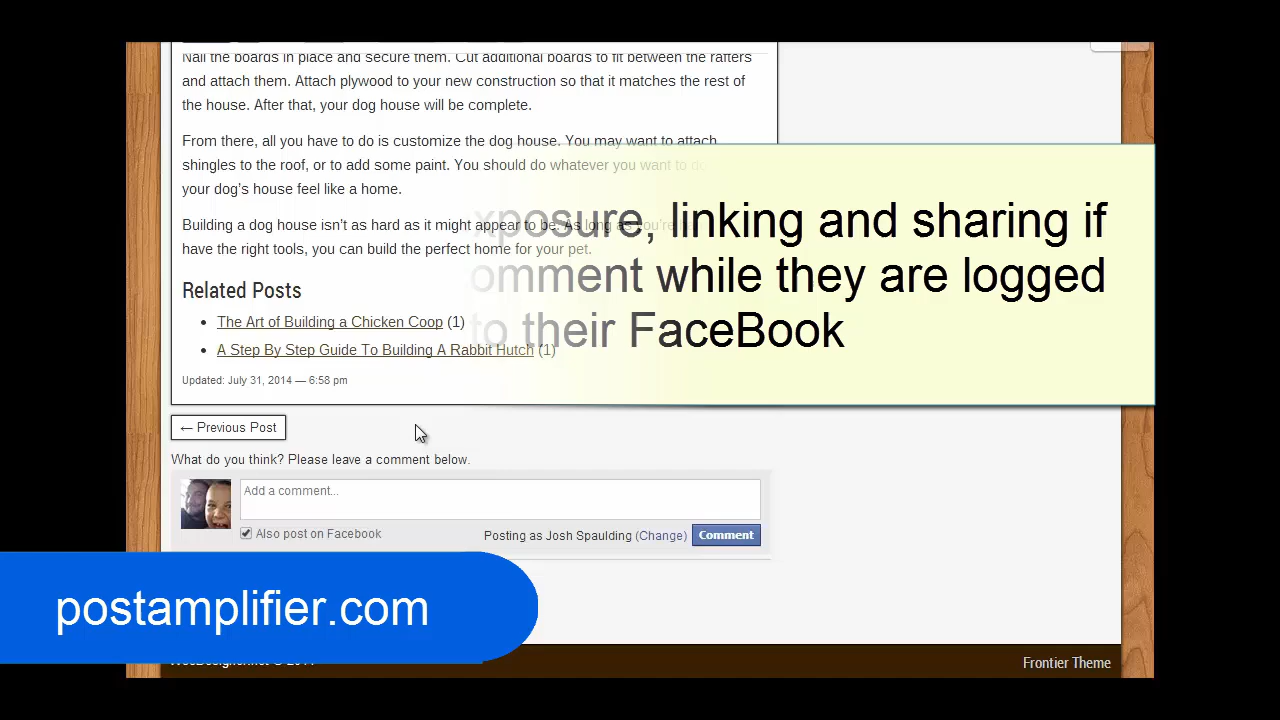 Nail the boards in place and secure them. Cut additional boards to fit between the rafters
and attach them. Attach plywood to your new construction so that it matches the rest of
the house. After that, your dog house will be complete.
From there, all you have to do is customize the dog house. You may want to attach
shingles to the roof, or to add some paint. You should do whatever you want to
your dog's house feel like a home.
Building a dog house isn't as hard as it might appear to be. As long as you're
have the right tools, you can build the perfect home for your pet.
xposure, linking and sharing if
omment while they are logged
to their FaceBook
Related Posts
• The Art of Building a Chicken Coop (1)
• A Step By Step Guide To Building A Rabbit Hutch (1)
Updated: July 31, 2014 — 6:58 pm
← Previous Post
What do you think? Please leave a comment below.
Add a comment...
Also post on Facebook
Posting as Josh Spaulding (Change) Comment
postamplifier.com
Frontier Theme